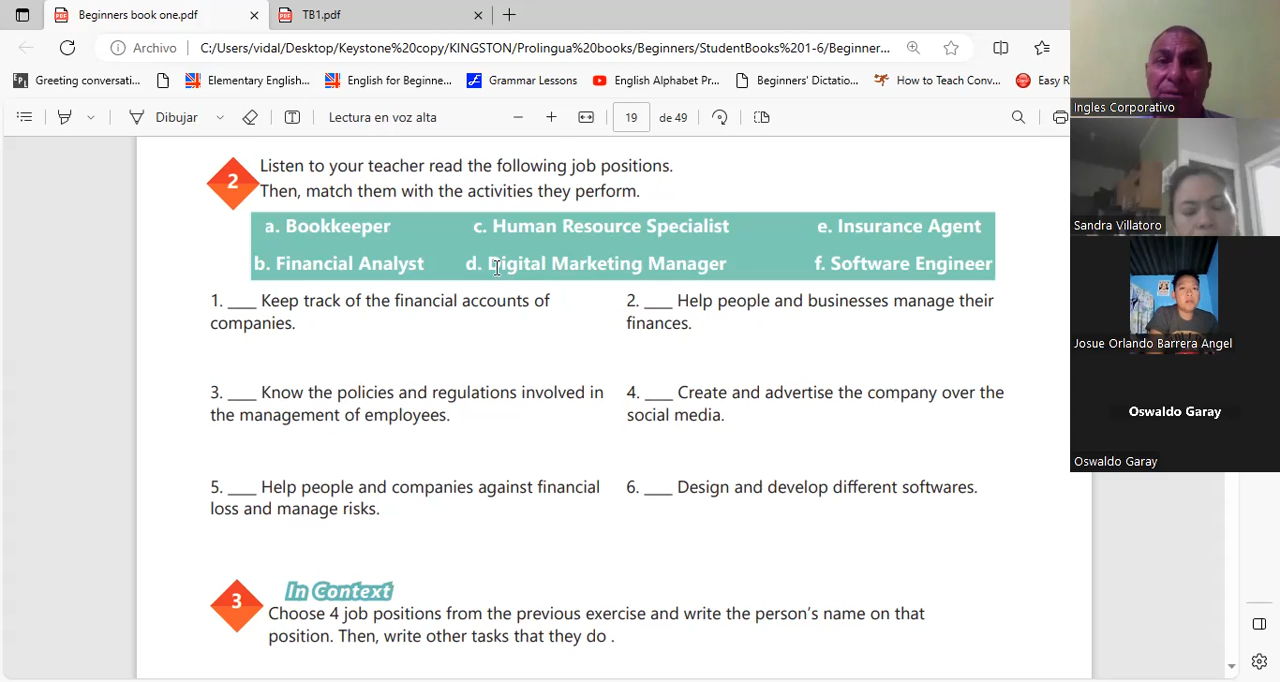 Beginners book one.pdf
TB1.pdf
Archivo
C:/Users/vidal/Desktop/Keystone%20copy/KINGSTON/Prolingua%20books/Beginners/StudentBooks%201-6/Beginner...
Greeting conversati...
Elementary English...
English for Beginne...
Grammar Lessons
English Alphabet Pr...
Beginners' Dictatio...
How to Teach Conv...
Easy R
Dibujar
Lectura en voz alta
19
de 49
2
Listen to your teacher read the following job positions.
Then, match them with the activities they perform.
a. Bookkeeper c. Human Resource Specialist e. Insurance Agent
b. Financial Analyst d. Digital Marketing Manager f. Software Engineer
1. ___ Keep track of the financial accounts of
companies.
2. ___ Help people and businesses manage their
finances.
3. ___ Know the policies and regulations involved in
the management of employees.
4. ___ Create and advertise the company over the
social media.
5. ___ Help people and companies against financial
loss and manage risks.
6. ___ Design and develop different softwares.
3
In Context
Choose 4 job positions from the previous exercise and write the person's name on that
position. Then, write other tasks that they do .
Ingles Corporativo
Sandra Villatoro
Josue Orlando Barrera Angel
Oswaldo Garay
Oswaldo Garay